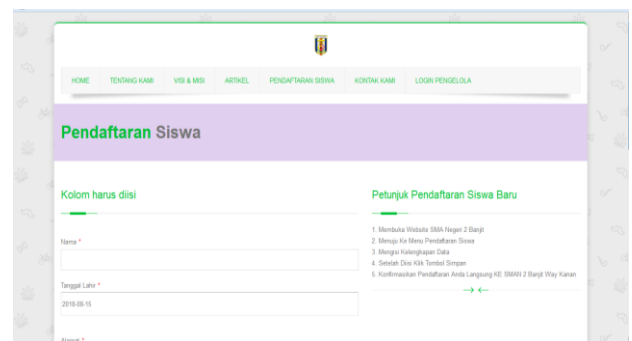 HOME TENTANG KAMI VISI & MISI ARTIKEL PENDAFTARAN SISWA KONTAK KAMI LOGIN PENGELOLA
Pendaftaran Siswa
Kolom harus diisi
Nama *
Tanggal Lahir *
2018-08-15
Alamat *
Petunjuk Pendaftaran Siswa Baru
1. Membuka Website SMA Negeri 2 Banjit
2. Menuju Ke Menu Pendaftaran Siswa
3. Mengisi Kelengkapan Data
4. Setelah Diisi Klik Tombol Simpan
5. Konfirmasikan Pendaftaran Anda Langsung KE SMAN 2 Banjit Way Kanan